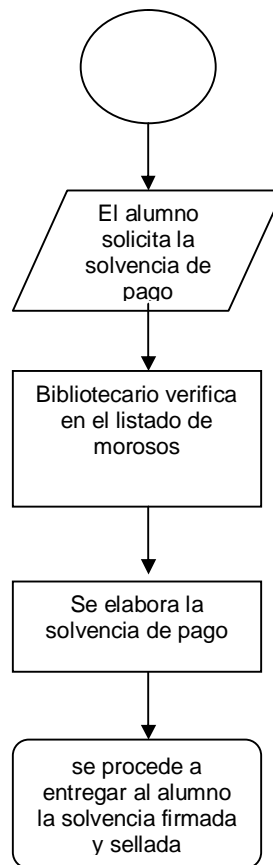 El alumno
solicita la
solvencia de
pago
Bibliotecario verifica
en el listado de
morosos
Se elabora la
solvencia de pago
se procede a
entregar al alumno
la solvencia firmada
y sellada